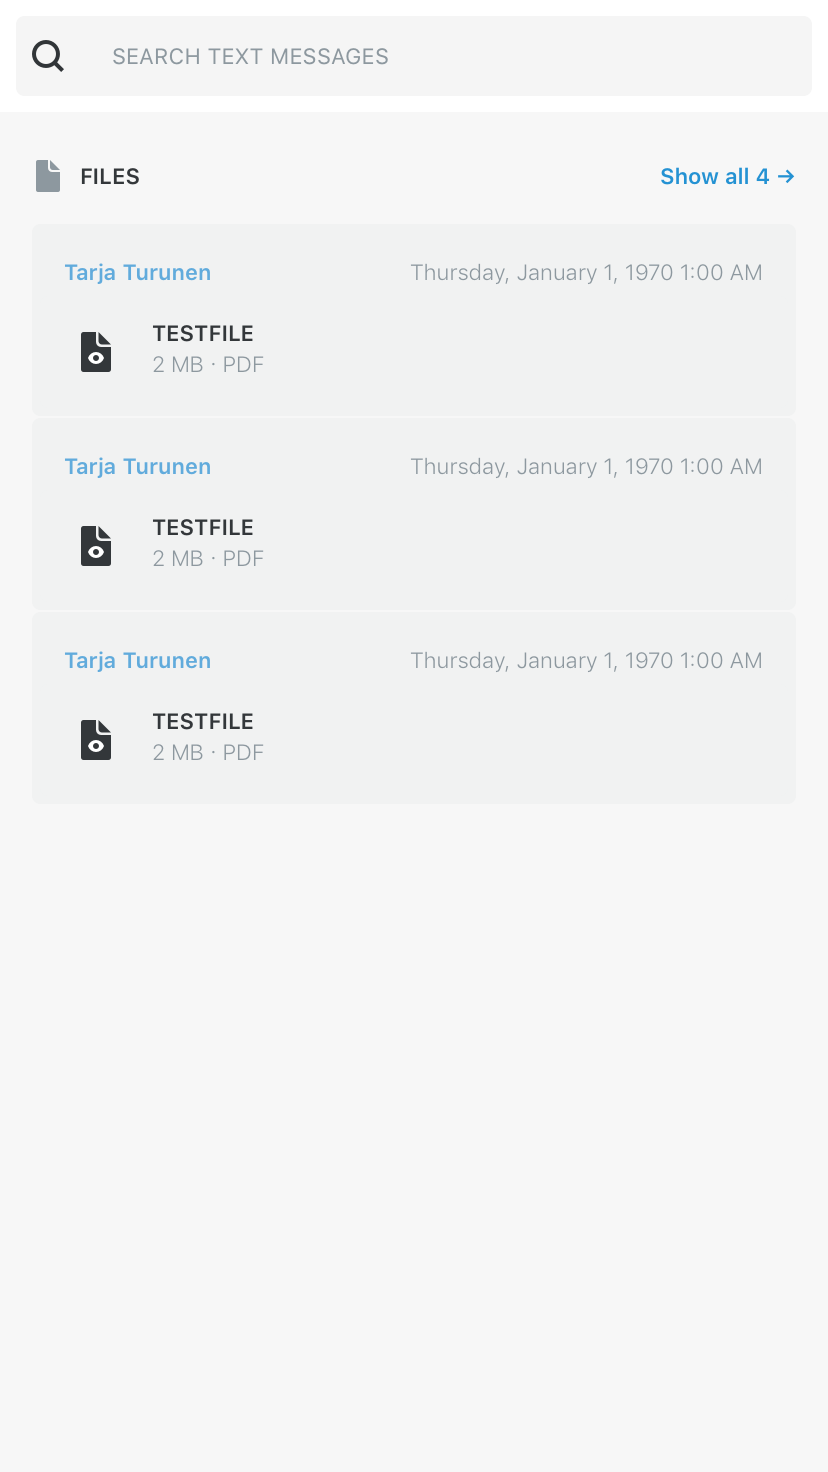 SEARCH TEXT MESSAGES
FILES
Show all 4 →
Tarja Turunen
Thursday, January 1, 1970 1:00 AM
TESTFILE
2 MB · PDF
Tarja Turunen
Thursday, January 1, 1970 1:00 AM
TESTFILE
2 MB · PDF
Tarja Turunen
Thursday, January 1, 1970 1:00 AM
TESTFILE
2 MB · PDF